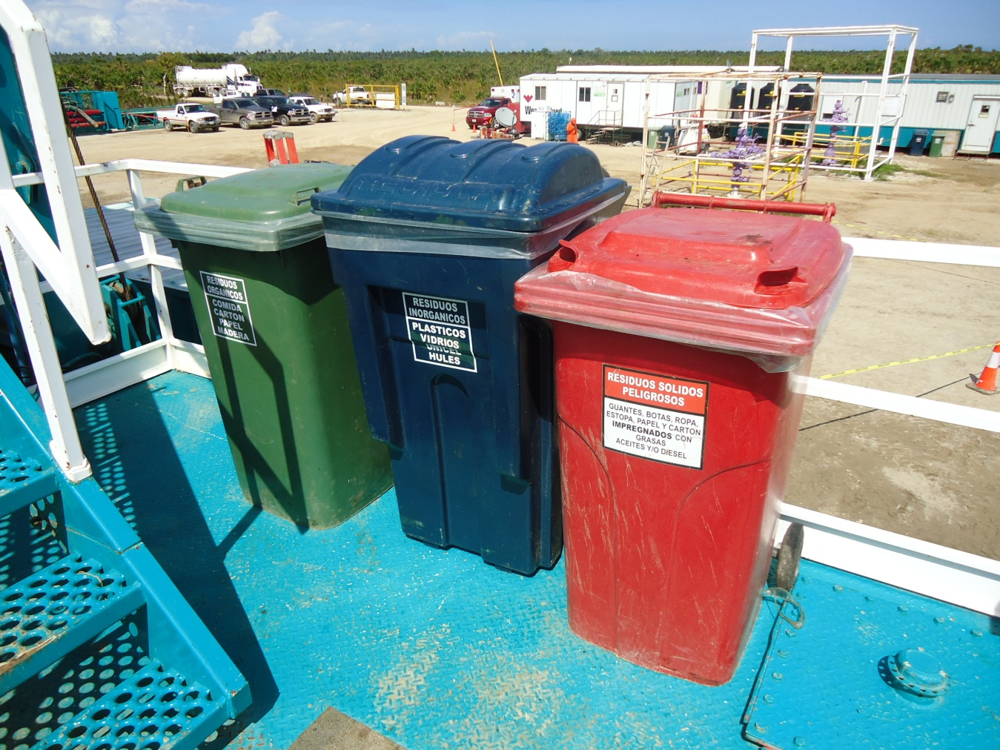 RESIDUOS
ORGANICOS
COMIDA
CARTON
PAPEL
MADERA
RESIDUOS
INORGANICOS
PLASTICOS
VIDRIOS
UNICEL
HULES
RESIDUOS SOLIDOS
PELIGROSOS
GUANTES, BOTAS, ROPA,
ESTOPA, PAPEL Y CARTON
IMPREGNADOS CON
GRASAS
ACEITES Y/O DIESEL